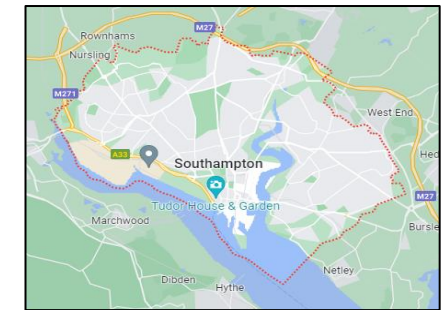 M27
Rownhams
Nursling
M271
West End
A33
Southampton
Hed
Tudor House & Garden
M27
Marchwood
Bursle
Netley
Dibden
Hythe